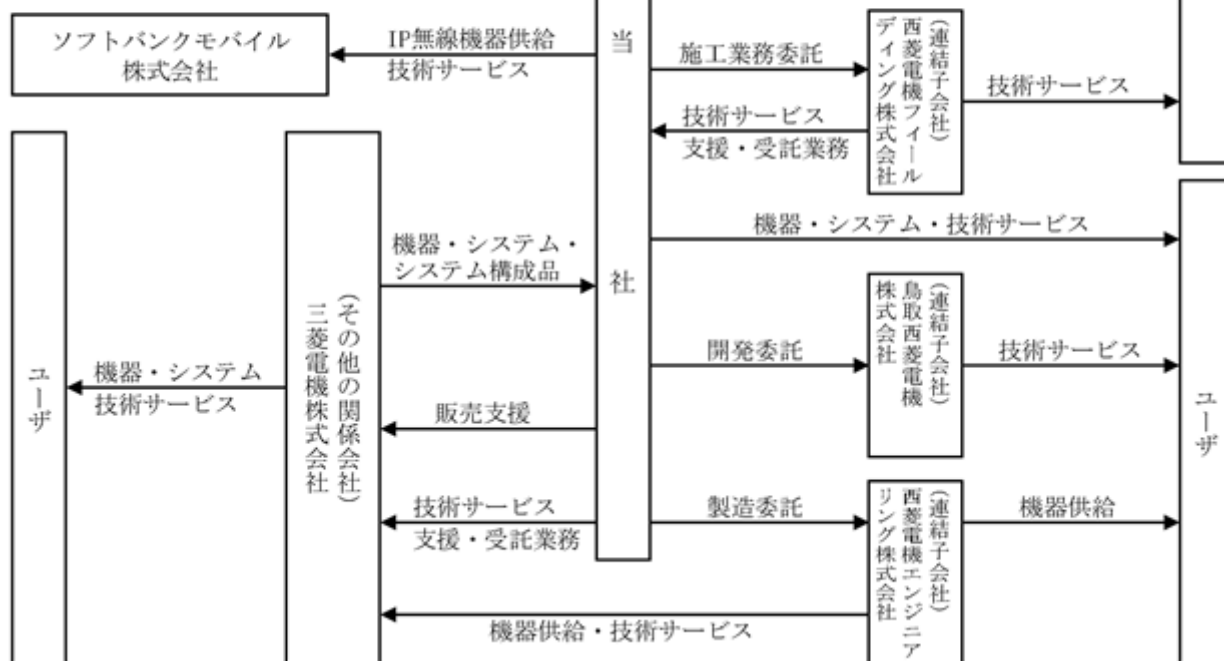 ソフトバンクモバイル
株式会社
IP無線機器供給
技術サービス
当
社
施工業務委託
技術サービス
支援・受託業務
(連結子会社)
西菱電機フィール
ディング株式会社
技術サービス
機器・システム・技術サービス
機器・システム・
システム構成品
(その他の関係会社)
三菱電機株式会社
ユーザ
機器・システム
技術サービス
開発委託
(連結子会社)
鳥取西菱電機
株式会社
技術サービス
ユーザ
販売支援
技術サービス
支援・受託業務
製造委託
(連結子会社)
西菱電機エンジニア
リング株式会社
機器供給
機器供給・技術サービス